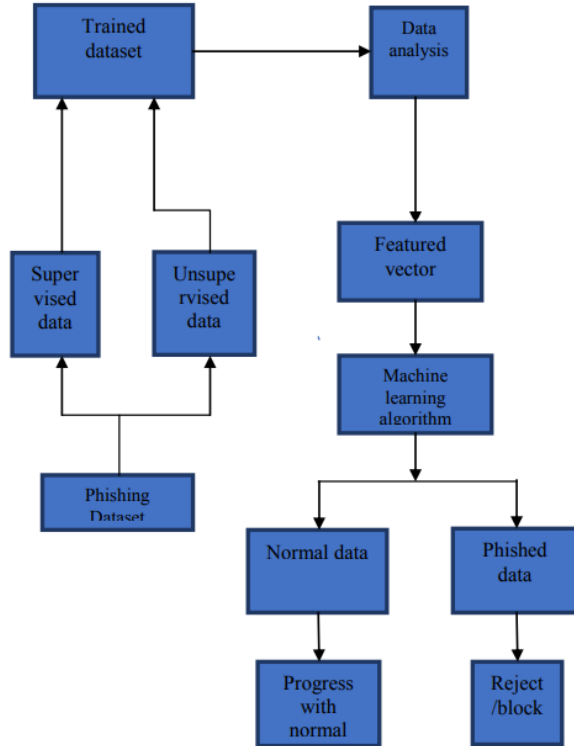 Trained
dataset
Data
analysis
Super
vised
data
Unsupe
rvised
data
Featured
vector
Machine
learning
algorithm
Phishing
Dataset
Normal data
Phished
data
Progress
with
normal
Reject
/block